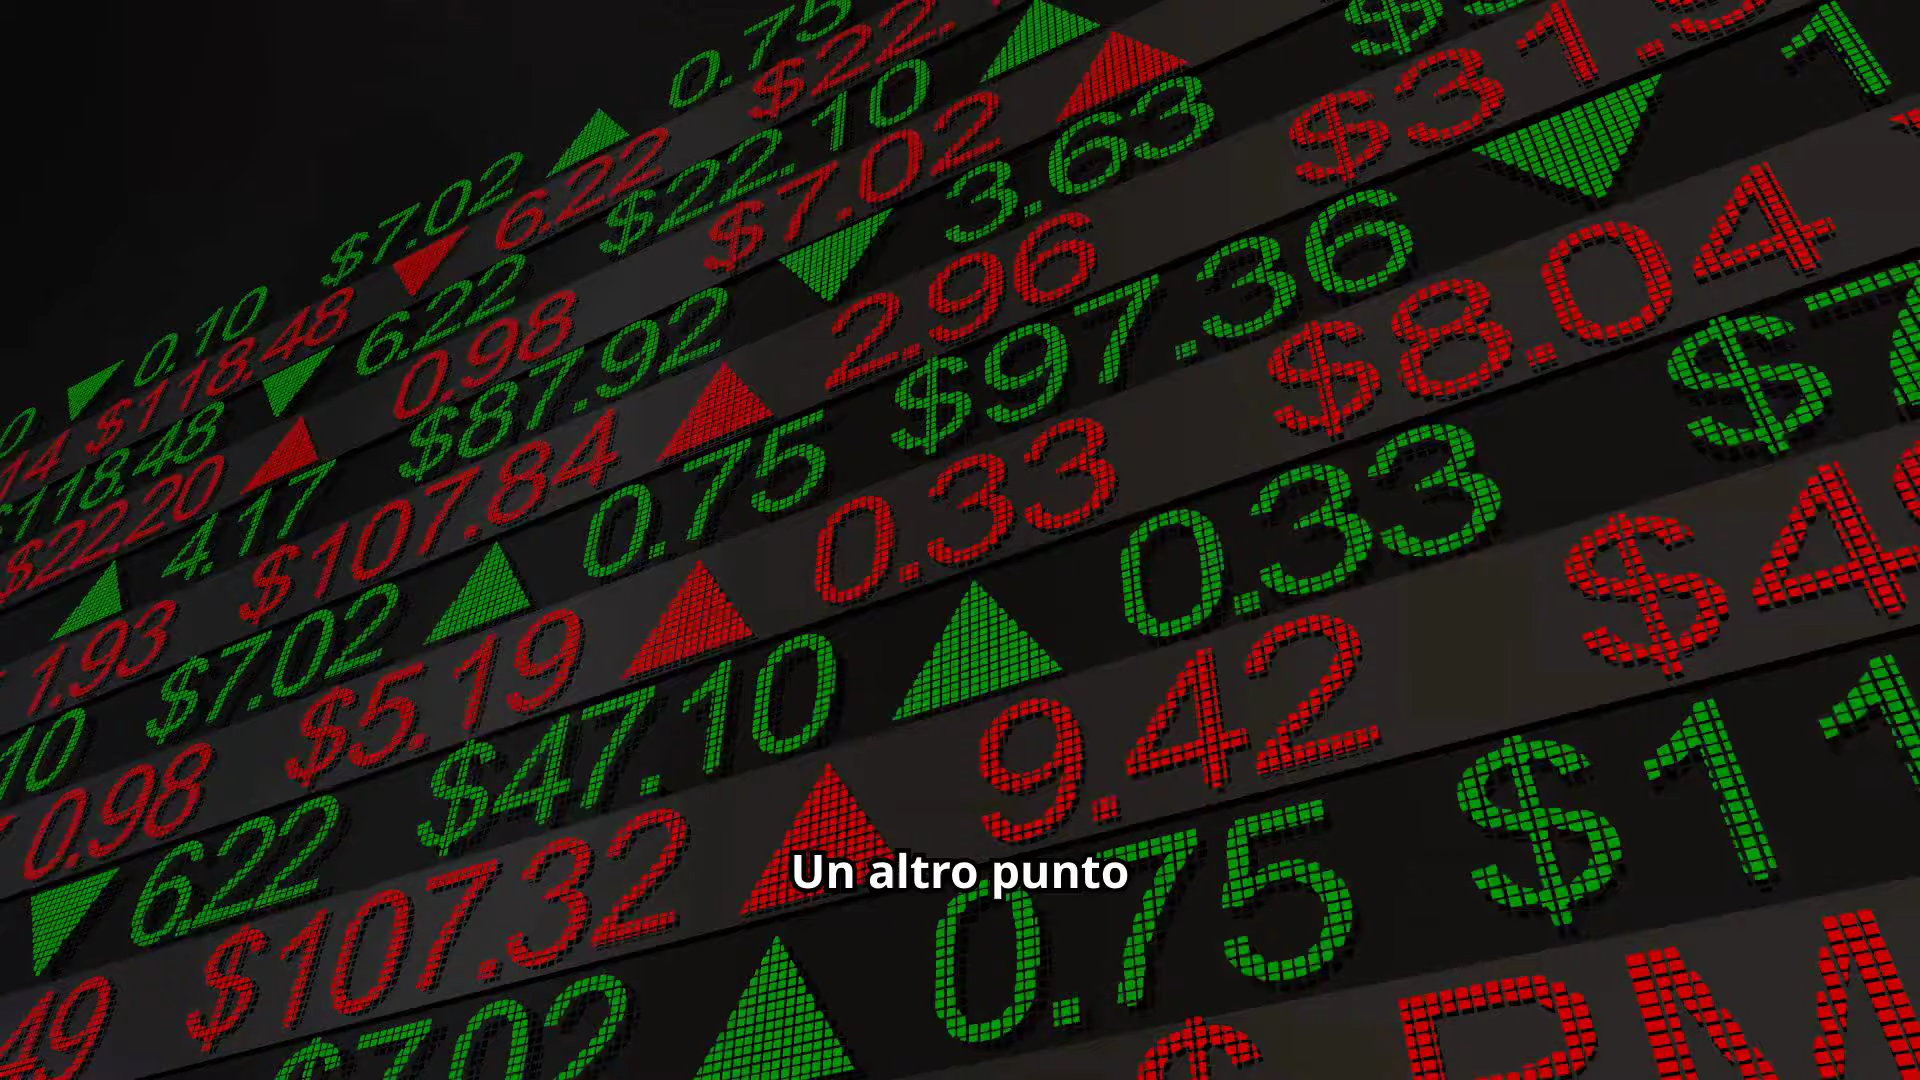 0.75
$22.
0.10 $7.02 6.22 $22.10
$118.48 6.22 0.98 $7.02 3.63 $31.
$118.48 4.17 $87.92 2.96 $97.36 $8.04
$22.20 $107.84 0.75 0.33 0.33
1.93 $7.02 $5.19 $47.10 9.42
0.98 6.22 $107.32 0.75
Un altro punto